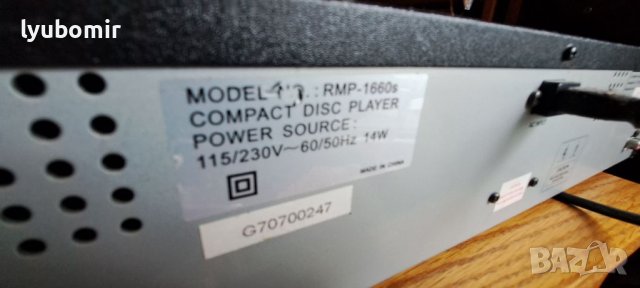 lyubomir
MODEL NO.: RMP-1660s
COMPACT DISC PLAYER
POWER SOURCE:
115/230V~60/50Hz 14W
MADE IN CHINA
G70700247
BAZAR